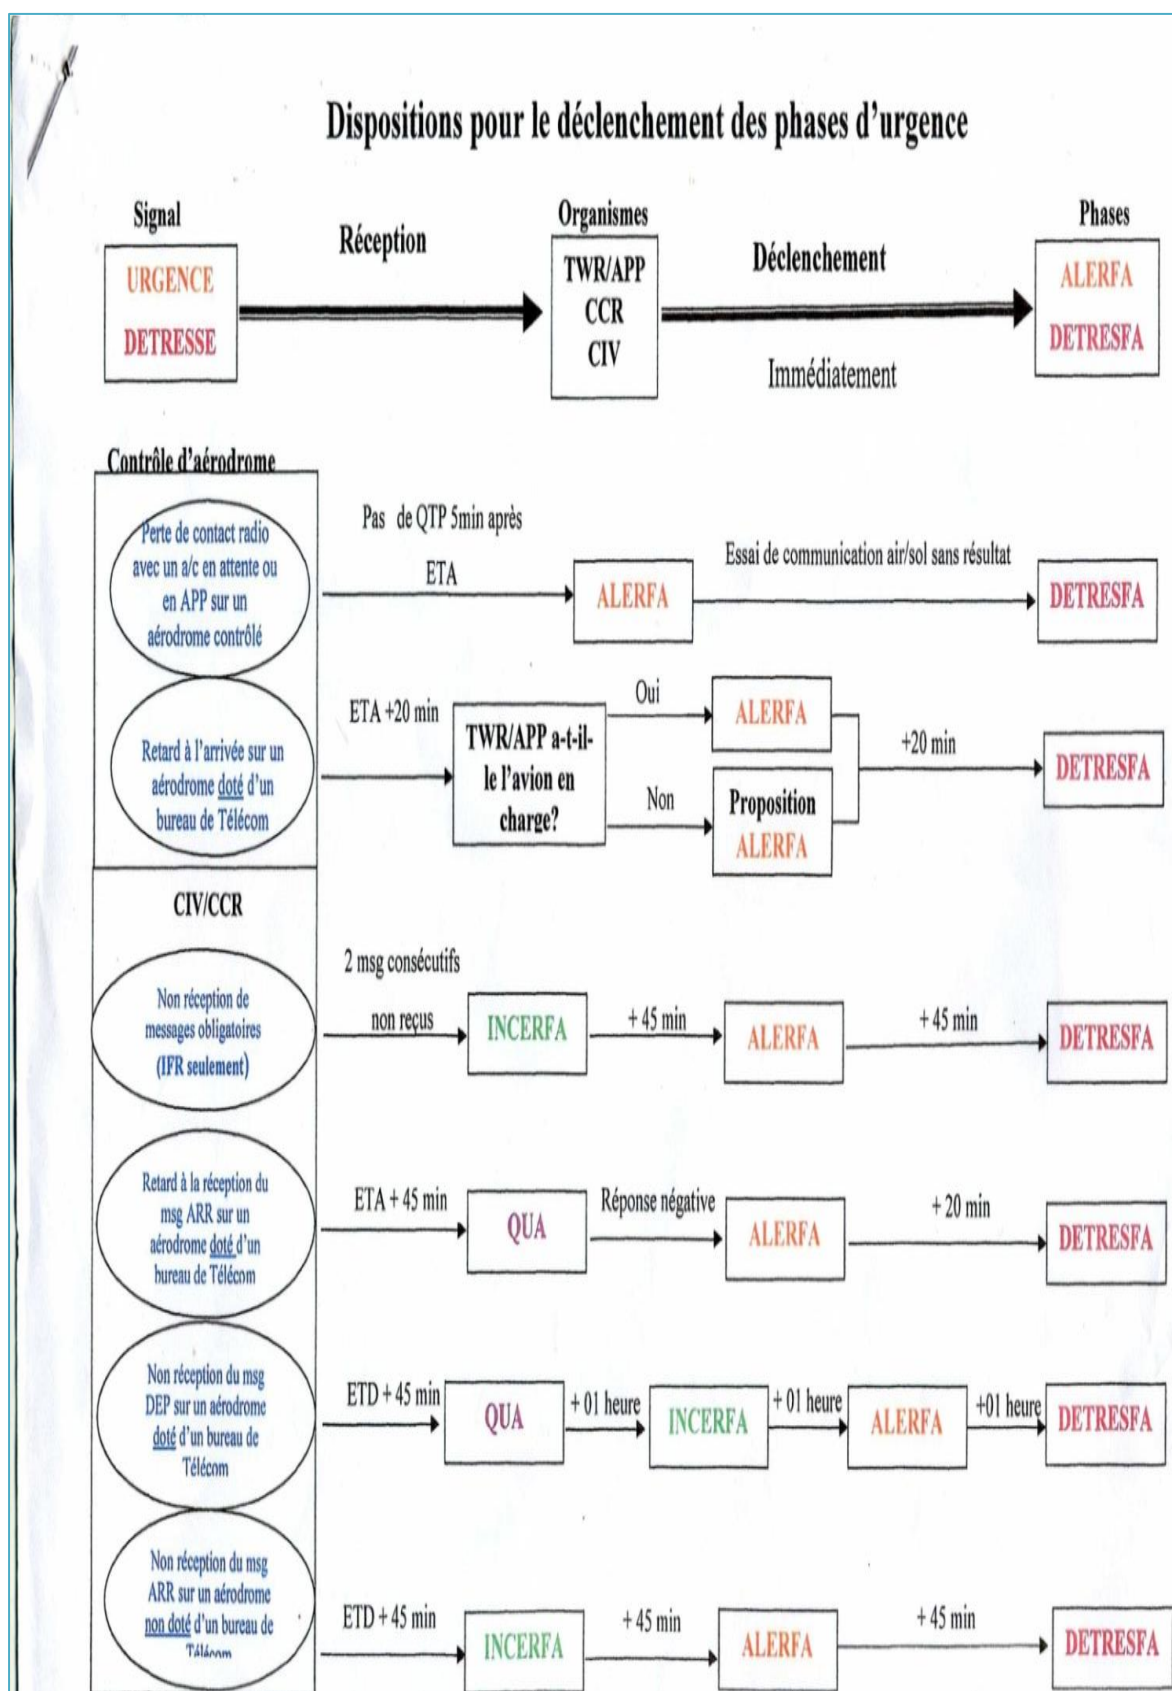 Dispositions pour le déclenchement des phases d'urgence
Signal
URGENCE
DETRESSE
Réception
Organismes
TWR/APP
CCR
CIV
Déclenchement
Immédiatement
Phases
ALERFA
DETRESFA
Contrôle d'aérodrome
Perte de contact radio
avec un a/c en attente ou
en APP sur un
aérodrome contrôlé
Pas de QTP 5min après
ETA
ALERFA
Essai de communication air/sol sans résultat
DETRESFA
Retard à l'arrivée sur un
aérodrome doté d'un
bureau de Télécom
ETA +20 min
TWR/APP a-t-il-
le l'avion en
charge?
Oui
ALERFA
Non
Proposition
ALERFA
+20 min
DETRESFA
CIV/CCR
Non réception de
messages obligatoires
(IFR seulement)
2 msg consécutifs
non reçus
INCERFA
+ 45 min
ALERFA
+ 45 min
DETRESFA
Retard à la réception du
msg ARR sur un
aérodrome doté d'un
bureau de Télécom
ETA + 45 min
QUA
Réponse négative
ALERFA
+ 20 min
DETRESFA
Non réception du msg
DEP sur un aérodrome
doté d'un bureau de
Télécom
ETD + 45 min
QUA
+ 01 heure
INCERFA
+ 01 heure
ALERFA
+01 heure
DETRESFA
Non réception du msg
ARR sur un aérodrome
non doté d'un bureau de
Télécom
ETD + 45 min
INCERFA
+ 45 min
ALERFA
+ 45 min
DETRESFA